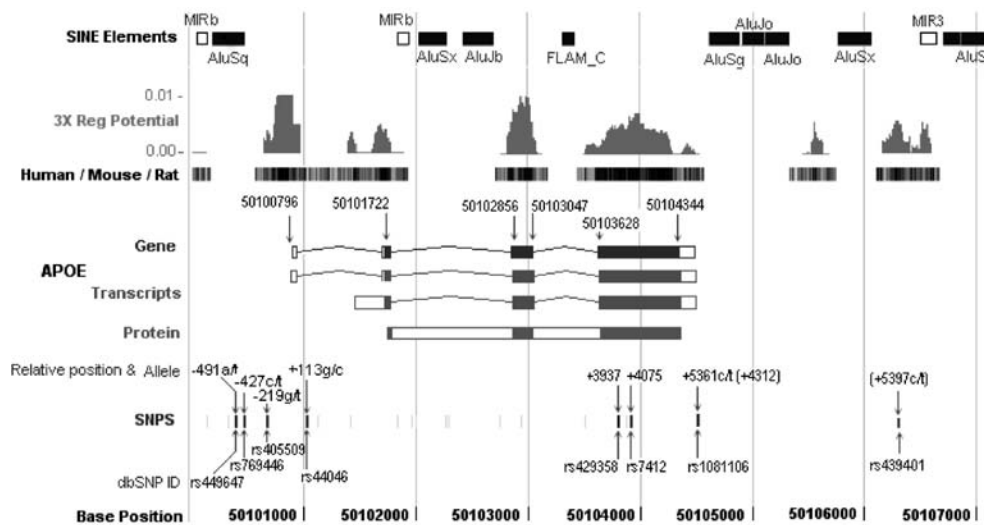 MIRb MIRb AluJo MIR3
SINE Elements
AluSq AluSx AluJb FLAM_C AluSg AluJo AluSx AluS
0.01 -
3X Reg Potential
0.00 -
Human / Mouse / Rat
50100796 50101722 50102856 50103047 50103628 50104344
Gene
APOE
Transcripts
Protein
Relative position & Allele -491a/t -427c/t -219g/t +113g/c +3937 +4075 +5361c/t (+4312) (+5397c/t)
SNPS
rs449647 rs769446 rs405509 rs44046 rs429358 rs7412 rs1081106 rs439401
dbSNP ID
Base Position 50101000 50102000 50103000 50104000 50105000 50106000 50107000